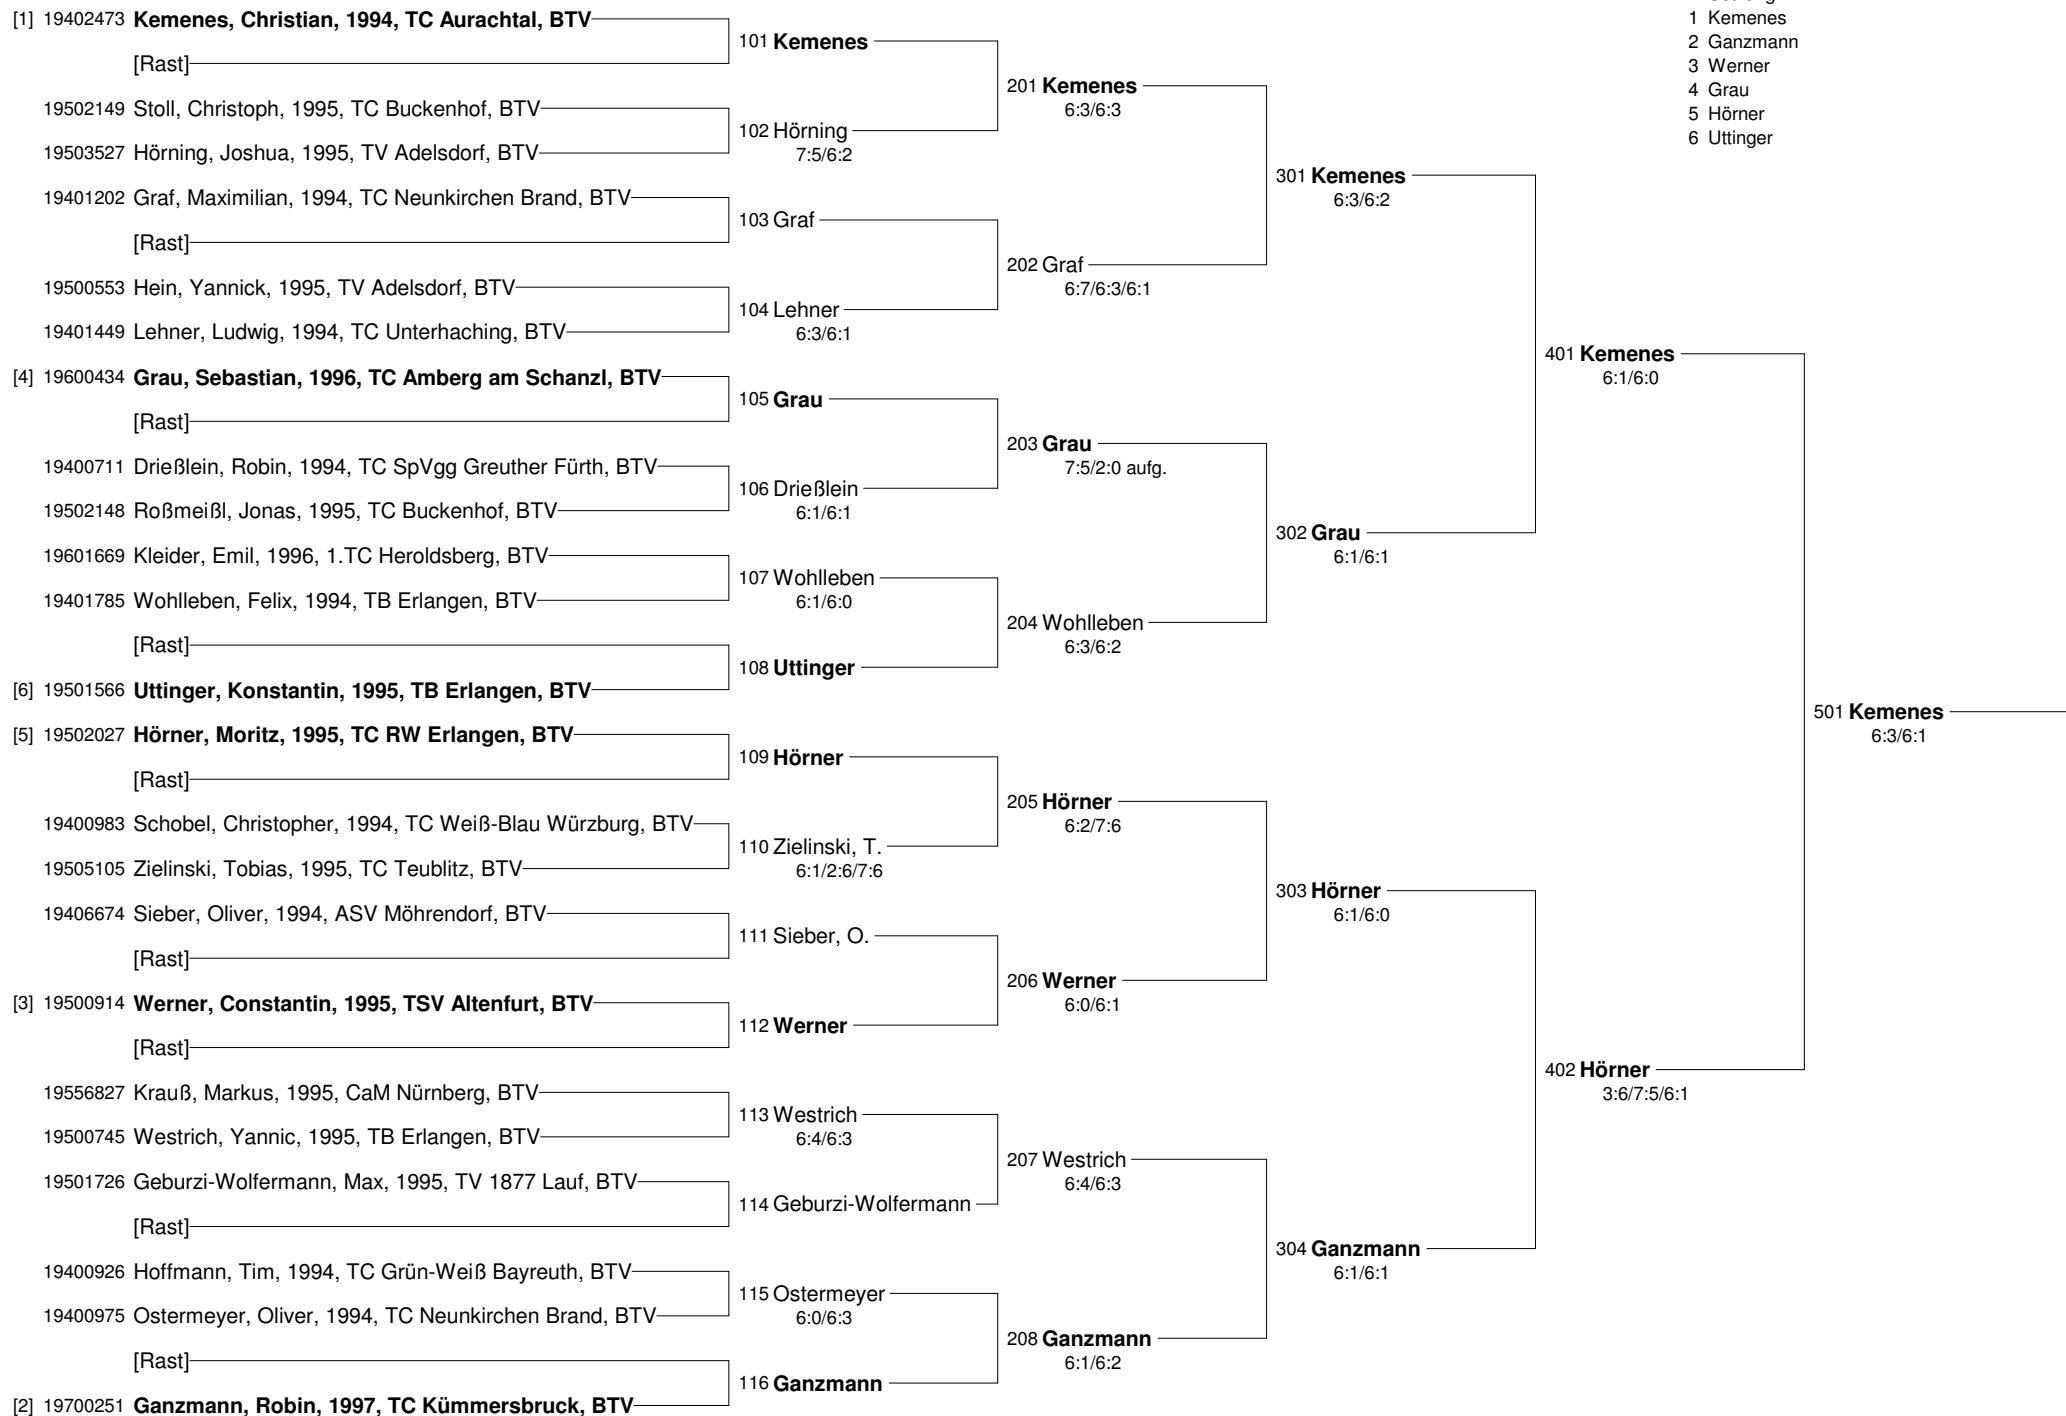 [1] 19402473 Kemenes, Christian, 1994, TC Aurachtal, BTV
[Rast]
19502149 Stoll, Christoph, 1995, TC Buckenhof, BTV
19503527 Hörning, Joshua, 1995, TV Adelsdorf, BTV
19401202 Graf, Maximilian, 1994, TC Neunkirchen Brand, BTV
[Rast]
19500553 Hein, Yannick, 1995, TV Adelsdorf, BTV
19401449 Lehner, Ludwig, 1994, TC Unterhaching, BTV
[4] 19600434 Grau, Sebastian, 1996, TC Amberg am Schanzl, BTV
[Rast]
19400711 Drießlein, Robin, 1994, TC SpVgg Greuther Fürth, BTV
19502148 Roßmeißl, Jonas, 1995, TC Buckenhof, BTV
19601669 Kleider, Emil, 1996, 1.TC Heroldsberg, BTV
19401785 Wohlleben, Felix, 1994, TB Erlangen, BTV
[Rast]
[6] 19501566 Uttinger, Konstantin, 1995, TB Erlangen, BTV
[5] 19502027 Hörner, Moritz, 1995, TC RW Erlangen, BTV
[Rast]
19400983 Schobel, Christopher, 1994, TC Weiß-Blau Würzburg, BTV
19505105 Zielinski, Tobias, 1995, TC Teublitz, BTV
19406674 Sieber, Oliver, 1994, ASV Möhrendorf, BTV
[Rast]
[3] 19500914 Werner, Constantin, 1995, TSV Altenfurt, BTV
[Rast]
19556827 Krauß, Markus, 1995, CaM Nürnberg, BTV
19500745 Westrich, Yannic, 1995, TB Erlangen, BTV
19501726 Geburzi-Wolfermann, Max, 1995, TV 1877 Lauf, BTV
[Rast]
19400926 Hoffmann, Tim, 1994, TC Grün-Weiß Bayreuth, BTV
19400975 Ostermeyer, Oliver, 1994, TC Neunkirchen Brand, BTV
[Rast]
[2] 19700251 Ganzmann, Robin, 1997, TC Kümmersbruck, BTV
101 Kemenes
102 Hörning
7:5/6:2
103 Graf
104 Lehner
6:3/6:1
105 Grau
106 Drießlein
6:1/6:1
107 Wohlleben
6:1/6:0
108 Uttinger
109 Hörner
110 Zielinski, T.
6:1/2:6/7:6
111 Sieber, O.
112 Werner
113 Westrich
6:4/6:3
114 Geburzi-Wolfermann
115 Ostermeyer
6:0/6:3
116 Ganzmann
201 Kemenes
6:3/6:3
202 Graf
6:7/6:3/6:1
203 Grau
7:5/2:0 aufg.
204 Wohlleben
6:3/6:2
205 Hörner
6:2/7:6
206 Werner
6:0/6:1
207 Westrich
6:4/6:3
208 Ganzmann
6:1/6:2
301 Kemenes
6:3/6:2
302 Grau
6:1/6:1
303 Hörner
6:1/6:0
304 Ganzmann
6:1/6:1
401 Kemenes
6:1/6:0
402 Hörner
3:6/7:5/6:1
501 Kemenes
6:3/6:1
1 Kemenes
2 Ganzmann
3 Werner
4 Grau
5 Hörner
6 Uttinger